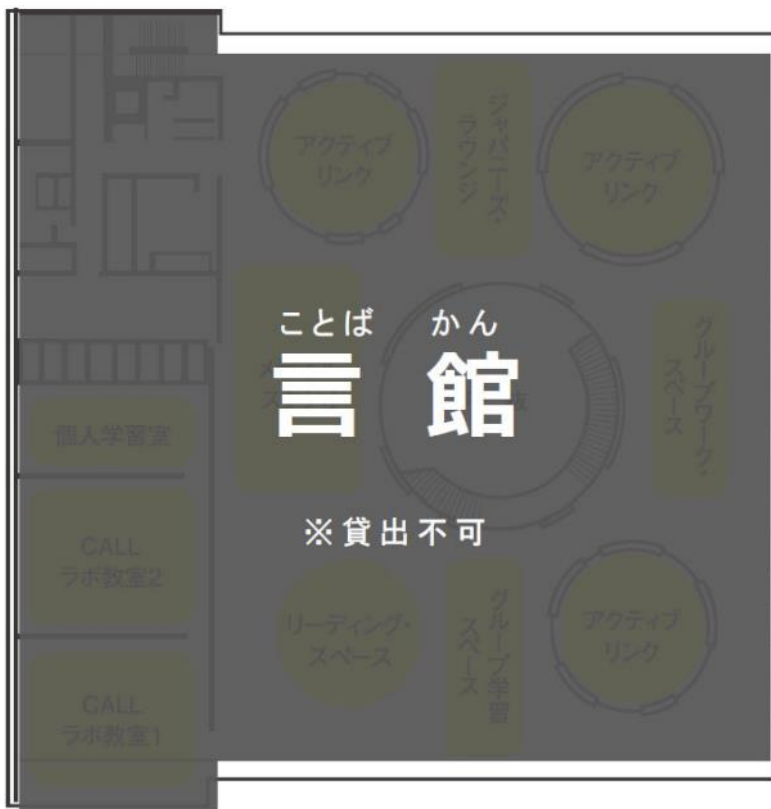 アクティブ
リンク
ジャパニーズ・
ラウンジ
アクティブ
リンク
ことば かん
言 館
※貸出不可
グループワーク・
スペース
個人学習室
CALL
ラボ教室2
リーディング・
スペース
グループ学習
スペース
アクティブ
リンク
CALL
ラボ教室1